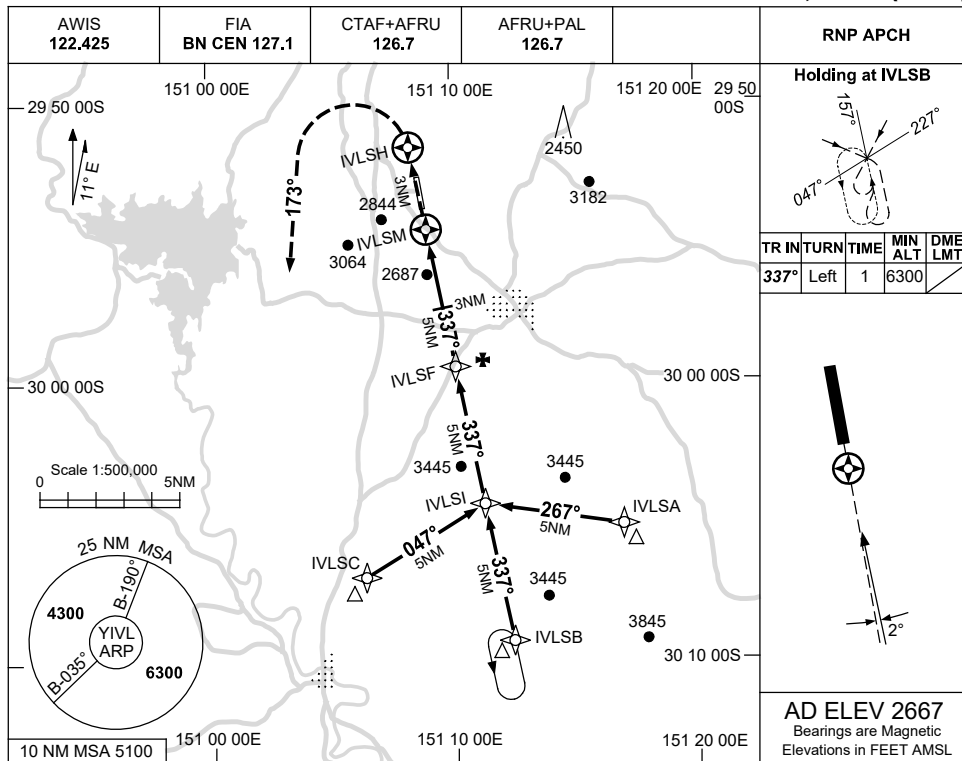 AWIS
122.425
FIA
BN CEN 127.1
CTAF+AFRU
126.7
AFRU+PAL
126.7
RNP APCH
151 00 00E
151 10 00E
151 20 00E
29 50 00S
29 50
00S
11° E
IVLSH
3NM
173°
2844
IVLSM
3064
2687
2450
3182
3NM
337°
5NM
IVLSF
30 00 00S
30 00 00S
337°
5NM
3445
3445
IVLSI
267°
5NM
IVLSA
047°
5NM
IVLSC
337°
5NM
3445
3845
IVLSB
30 10 00S
Scale 1:500,000
0
5NM
25 NM MSA
B-190°
4300
YIVL
ARP
6300
B-035°
10 NM MSA 5100
151 00 00E
151 10 00E
151 20 00E
Holding at IVLSB
157°
227°
047°
TR IN TURN TIME MIN ALT DME LMT
337° Left 1 6300
2°
AD ELEV 2667
Bearings are Magnetic
Elevations in FEET AMSL